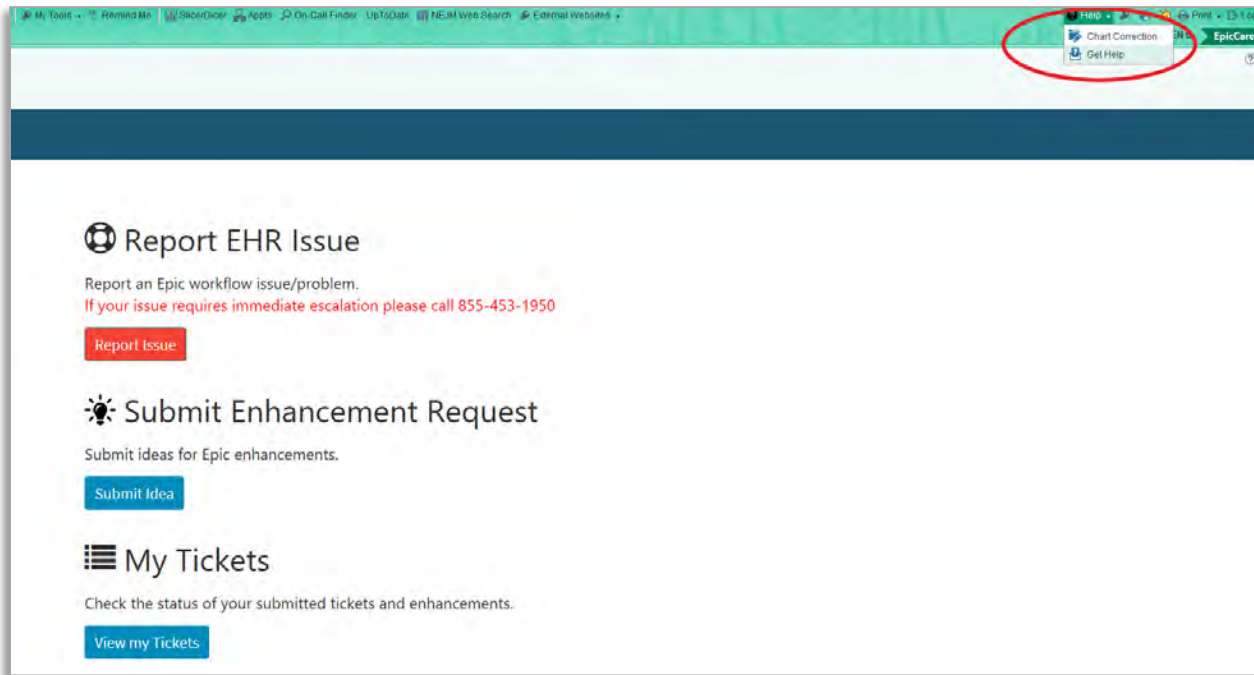 My Tools Remind Me SlicerDicer Appts On-Call Finder UpToDate NEJM Web Search External Websites Help Print Log
Chart Correction EpicCare
Get Help
Report EHR Issue
Report an Epic workflow issue/problem.
If your issue requires immediate escalation please call 855-453-1950
Report Issue
Submit Enhancement Request
Submit ideas for Epic enhancements.
Submit Idea
My Tickets
Check the status of your submitted tickets and enhancements.
View my Tickets